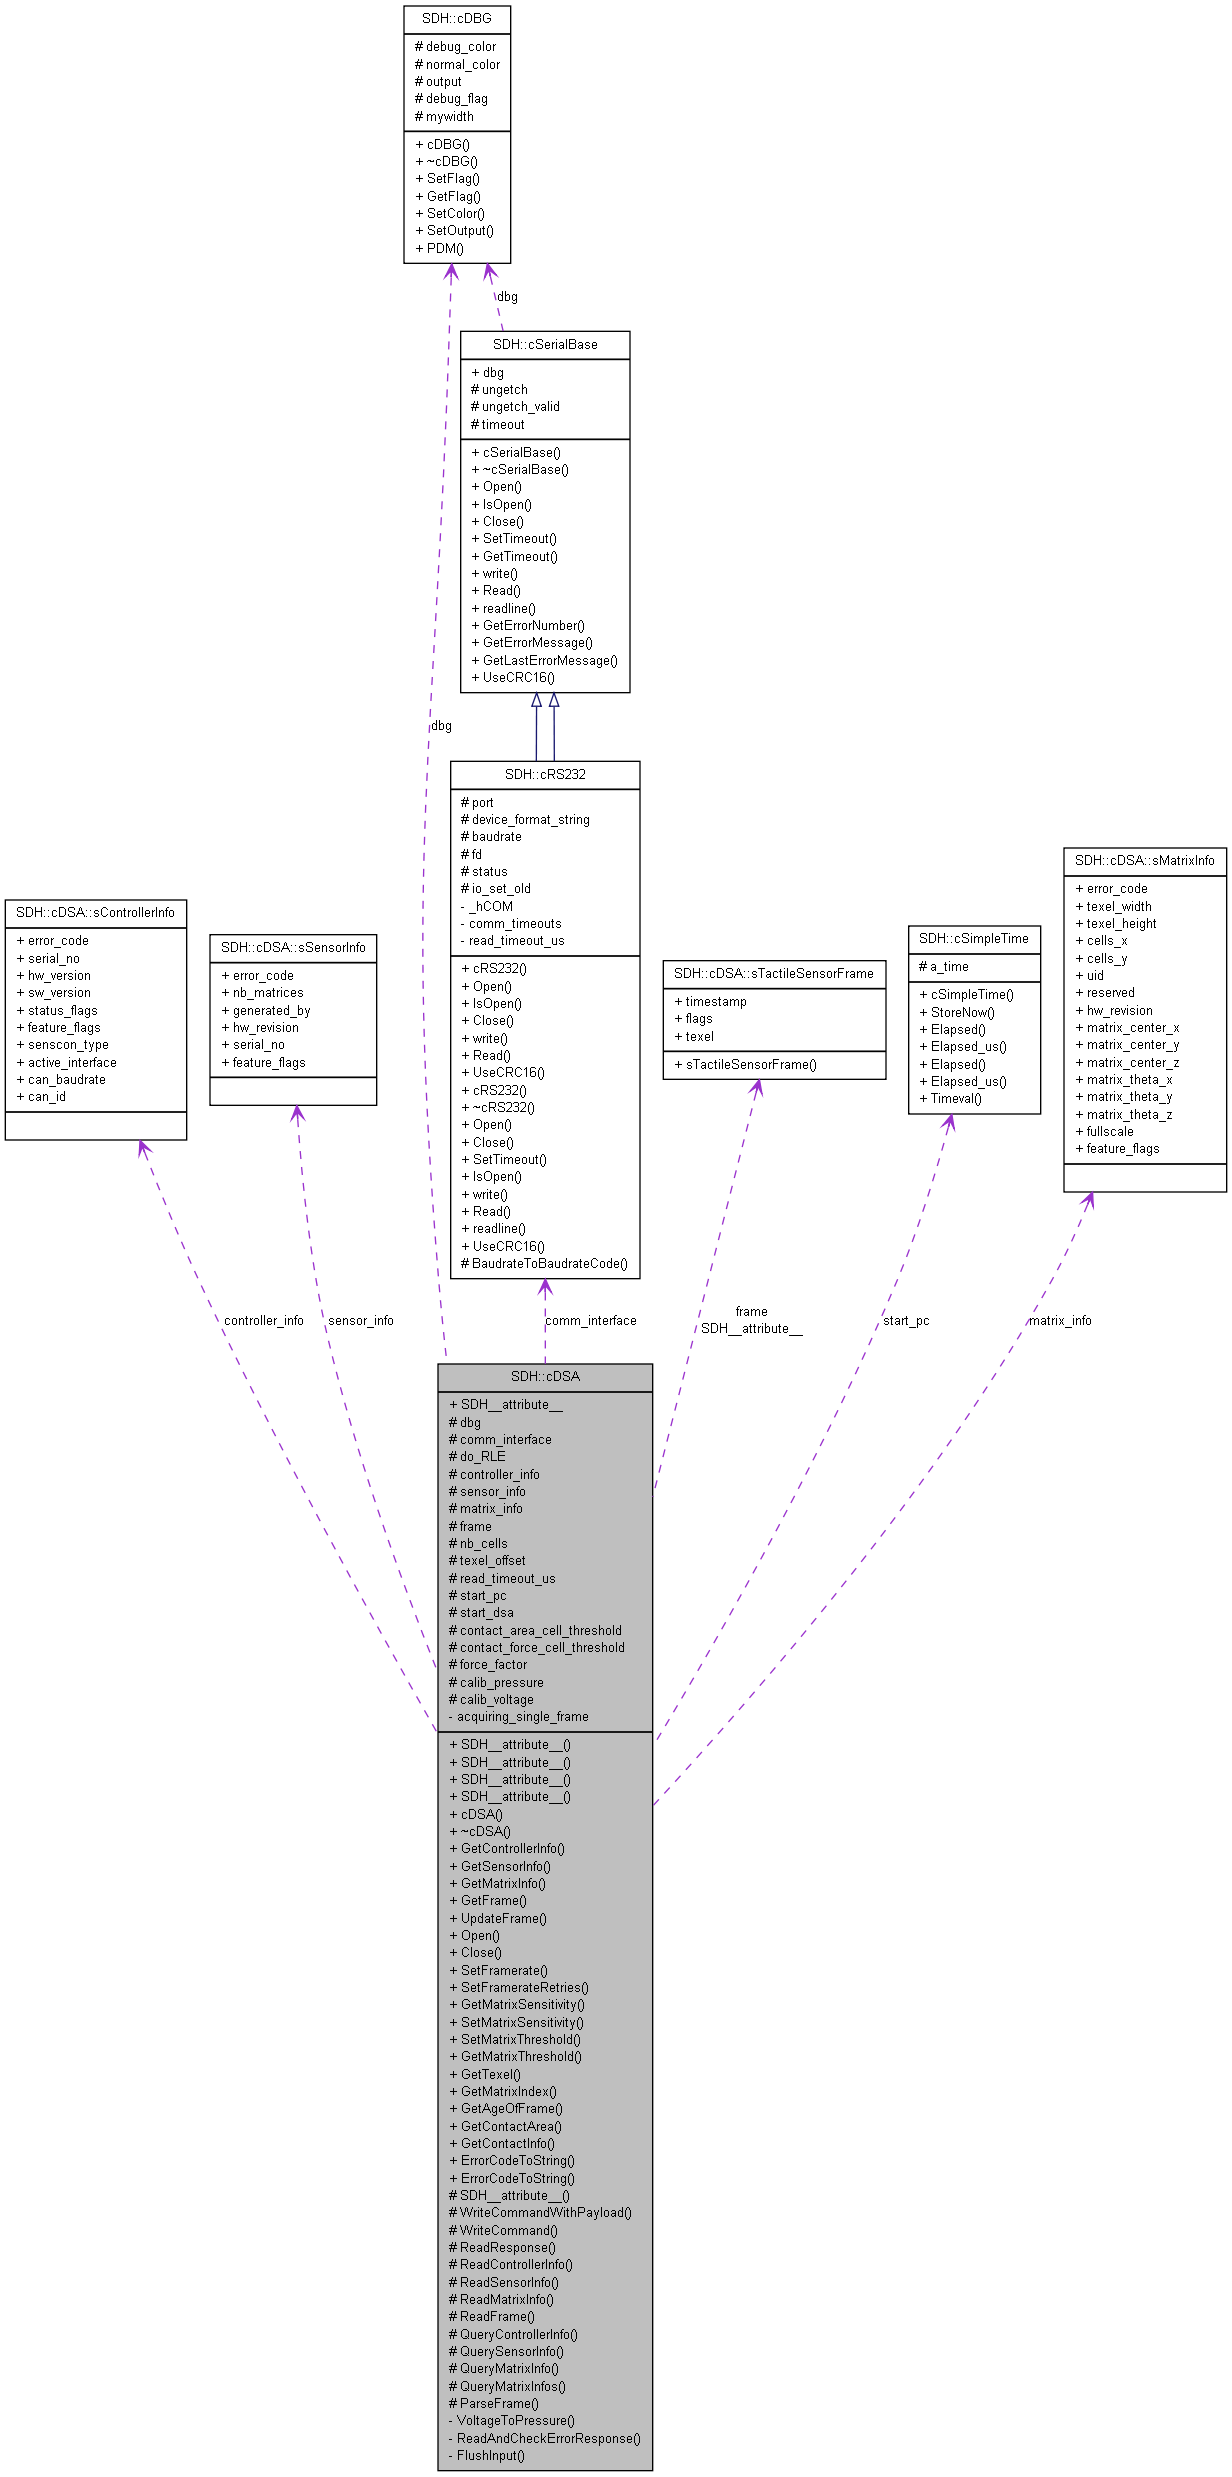 SDH::cDBG
# debug_color
# normal_color
# output
# debug_flag
# mywidth
+ cDBG()
+ ~cDBG()
+ SetFlag()
+ GetFlag()
+ SetColor()
+ SetOutput()
+ PDM()
dbg
SDH::cSerialBase
+ dbg
# ungetch
# ungetch_valid
# timeout
+ cSerialBase()
+ ~cSerialBase()
+ Open()
+ IsOpen()
+ Close()
+ SetTimeout()
+ GetTimeout()
+ write()
+ Read()
+ readline()
+ GetErrorNumber()
+ GetErrorMessage()
+ GetLastErrorMessage()
+ UseCRC16()
dbg
SDH::cRS232
# port
# device_format_string
# baudrate
# fd
# status
# io_set_old
- _hCOM
- comm_timeouts
- read_timeout_us
+ cRS232()
+ Open()
+ IsOpen()
+ Close()
+ write()
+ Read()
+ UseCRC16()
+ cRS232()
+ ~cRS232()
+ Open()
+ Close()
+ SetTimeout()
+ IsOpen()
+ write()
+ Read()
+ readline()
+ UseCRC16()
# BaudrateToBaudrateCode()
SDH::cDSA::sControllerInfo
+ error_code
+ serial_no
+ hw_version
+ sw_version
+ status_flags
+ feature_flags
+ senscon_type
+ active_interface
+ can_baudrate
+ can_id
SDH::cDSA::sSensorInfo
+ error_code
+ nb_matrices
+ generated_by
+ hw_revision
+ serial_no
+ feature_flags
SDH::cDSA::sTactileSensorFrame
+ timestamp
+ flags
+ texel
+ sTactileSensorFrame()
SDH::cSimpleTime
# a_time
+ cSimpleTime()
+ StoreNow()
+ Elapsed()
+ Elapsed_us()
+ Elapsed()
+ Elapsed_us()
+ Timeval()
SDH::cDSA::sMatrixInfo
+ error_code
+ texel_width
+ texel_height
+ cells_x
+ cells_y
+ uid
+ reserved
+ hw_revision
+ matrix_center_x
+ matrix_center_y
+ matrix_center_z
+ matrix_theta_x
+ matrix_theta_y
+ matrix_theta_z
+ fullscale
+ feature_flags
controller_info
sensor_info
comm_interface
frame
SDH__attribute__
start_pc
matrix_info
SDH::cDSA
+ SDH__attribute__
# dbg
# comm_interface
# do_RLE
# controller_info
# sensor_info
# matrix_info
# frame
# nb_cells
# texel_offset
# read_timeout_us
# start_pc
# start_dsa
# contact_area_cell_threshold
# contact_force_cell_threshold
# force_factor
# calib_pressure
# calib_voltage
- acquiring_single_frame
+ SDH__attribute__()
+ SDH__attribute__()
+ SDH__attribute__()
+ SDH__attribute__()
+ cDSA()
+ ~cDSA()
+ GetControllerInfo()
+ GetSensorInfo()
+ GetMatrixInfo()
+ GetFrame()
+ UpdateFrame()
+ Open()
+ Close()
+ SetFramerate()
+ SetFramerateRetries()
+ GetMatrixSensitivity()
+ SetMatrixSensitivity()
+ SetMatrixThreshold()
+ GetMatrixThreshold()
+ GetTexel()
+ GetMatrixIndex()
+ GetAgeOfFrame()
+ GetContactArea()
+ GetContactInfo()
+ ErrorCodeToString()
+ ErrorCodeToString()
# SDH__attribute__()
# WriteCommandWithPayload()
# WriteCommand()
# ReadResponse()
# ReadControllerInfo()
# ReadSensorInfo()
# ReadMatrixInfo()
# ReadFrame()
# QueryControllerInfo()
# QuerySensorInfo()
# QueryMatrixInfo()
# QueryMatrixInfos()
# ParseFrame()
- VoltageToPressure()
- ReadAndCheckErrorResponse()
- FlushInput()